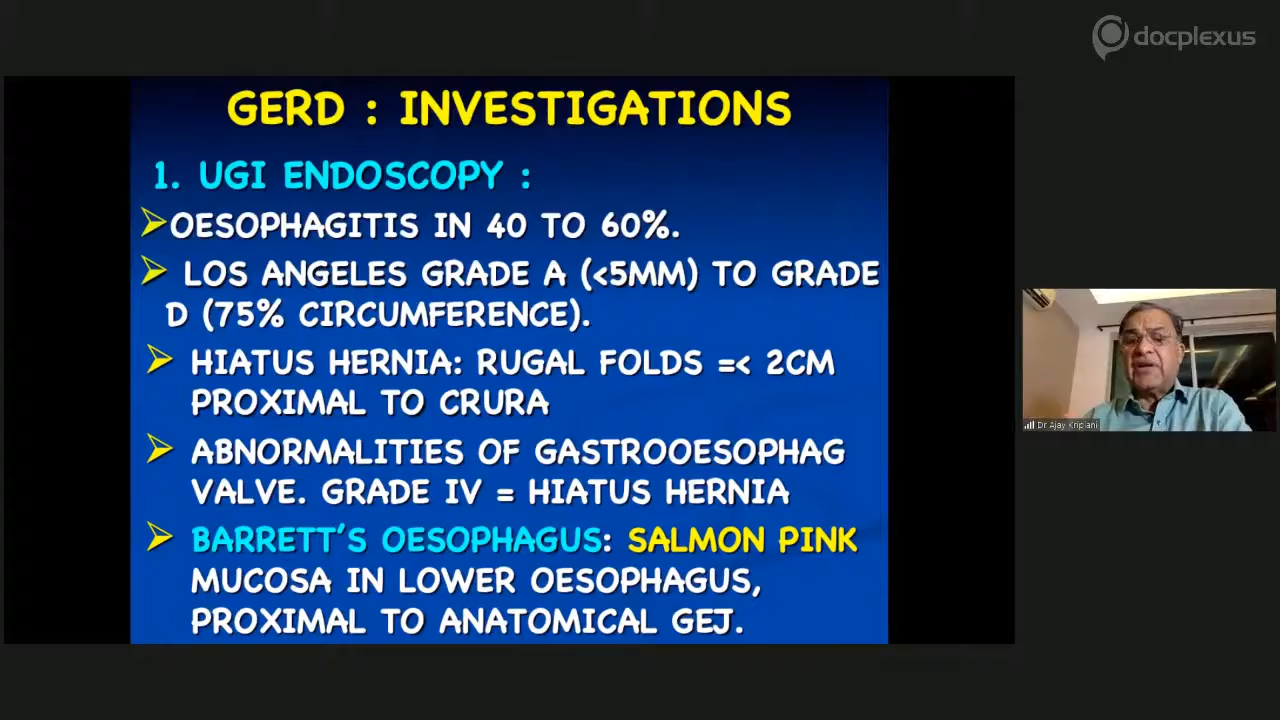 docplexus
GERD : INVESTIGATIONS
1. UGI ENDOSCOPY :
OESOPHAGITIS IN 40 TO 60%.
LOS ANGELES GRADE A (<5MM) TO GRADE
D (75% CIRCUMFERENCE).
HIATUS HERNIA: RUGAL FOLDS =< 2CM
PROXIMAL TO CRURA
ABNORMALITIES OF GASTROOESOPHAG
VALVE. GRADE IV = HIATUS HERNIA
BARRETT'S OESOPHAGUS: SALMON PINK
MUCOSA IN LOWER OESOPHAGUS,
PROXIMAL TO ANATOMICAL GEJ.
Dr Ajay Kriplani